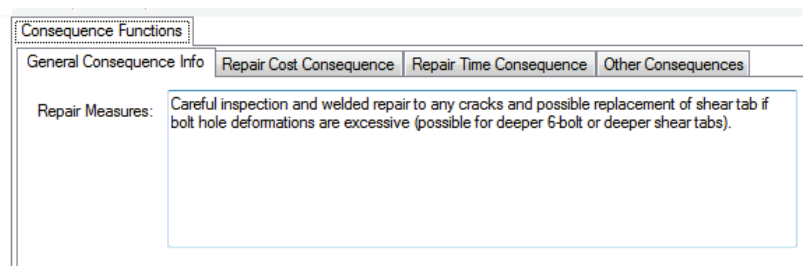 Consequence Functions
General Consequence Info Repair Cost Consequence Repair Time Consequence Other Consequences
Repair Measures: Careful inspection and welded repair to any cracks and possible replacement of shear tab if
bolt hole deformations are excessive (possible for deeper 6-bolt or deeper shear tabs).